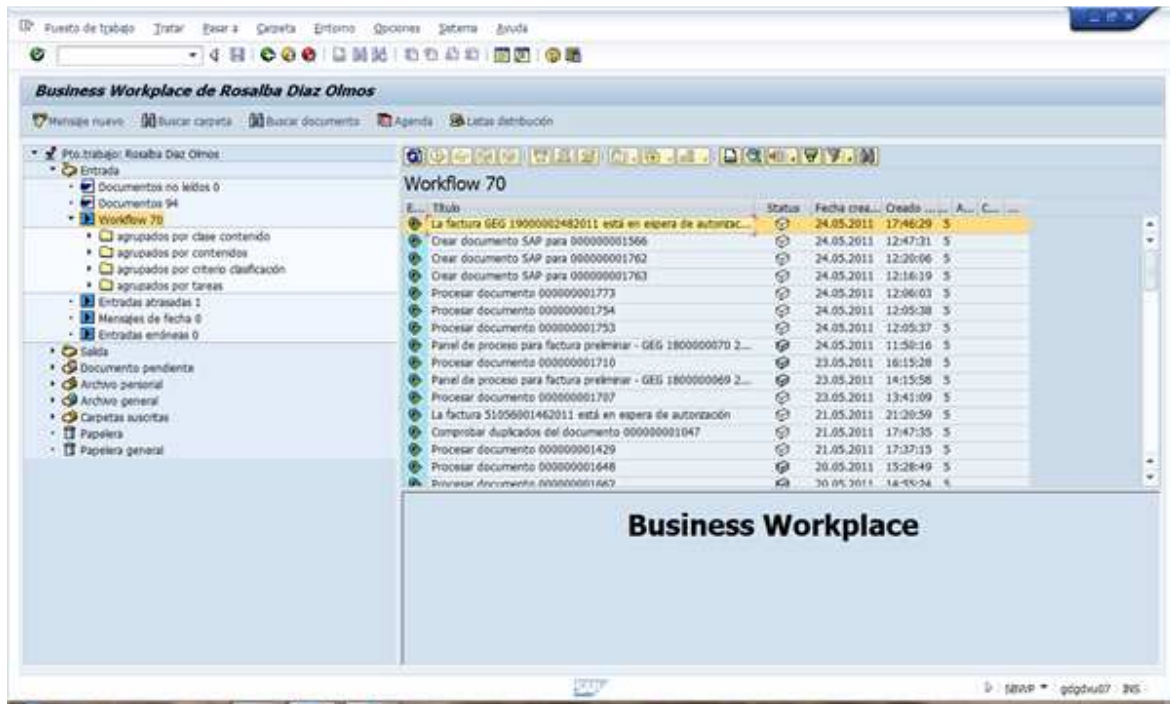 Puesto de trabajo Tratar Pasar a Carpeta Entorno Opciones Sistema Ayuda
Business Workplace de Rosalba Diaz Olmos
Mensaje nuevo Buscar carpeta Buscar documento Agenda Listas distribución
Pto.trabajo: Rosalba Diaz Olmos
Entrada
Documentos no leídos 0
Documentos 94
Workflow 70
agrupados por clase contenido
agrupados por contenidos
agrupados por criterio clasificación
agrupados por tareas
Entradas atrasadas 1
Mensajes de fecha 0
Entradas erróneas 0
Salida
Documento pendiente
Archivo personal
Archivo general
Carpetas suscritas
Papelera
Papelera general
Workflow 70
E... Título Status Fecha crea... Creado ... ... A... C... ...
La factura GEG 19000002482011 está en espera de autorizac... 24.05.2011 17:46:29 5
Crear documento SAP para 000000001566 24.05.2011 12:47:31 5
Crear documento SAP para 000000001762 24.05.2011 12:20:06 5
Crear documento SAP para 000000001763 24.05.2011 12:16:19 5
Procesar documento 000000001773 24.05.2011 12:06:03 5
Procesar documento 000000001754 24.05.2011 12:05:38 5
Procesar documento 000000001753 24.05.2011 12:05:37 5
Panel de proceso para factura preliminar - GEG 1800000070 2... 24.05.2011 11:50:16 5
Procesar documento 000000001710 23.05.2011 16:15:28 5
Panel de proceso para factura preliminar - GEG 1800000069 2... 23.05.2011 14:15:58 5
Procesar documento 000000001707 23.05.2011 13:41:09 5
La factura 51056001462011 está en espera de autorización 21.05.2011 21:20:59 5
Comprobar duplicados del documento 000000001047 21.05.2011 17:47:35 5
Procesar documento 000000001429 21.05.2011 17:37:15 5
Procesar documento 000000001648 20.05.2011 15:28:49 5
Procesar documento 000000001662 20.05.2011 14:55:24 5
Business Workplace
SAP
SBWP gdgdvu07 INS